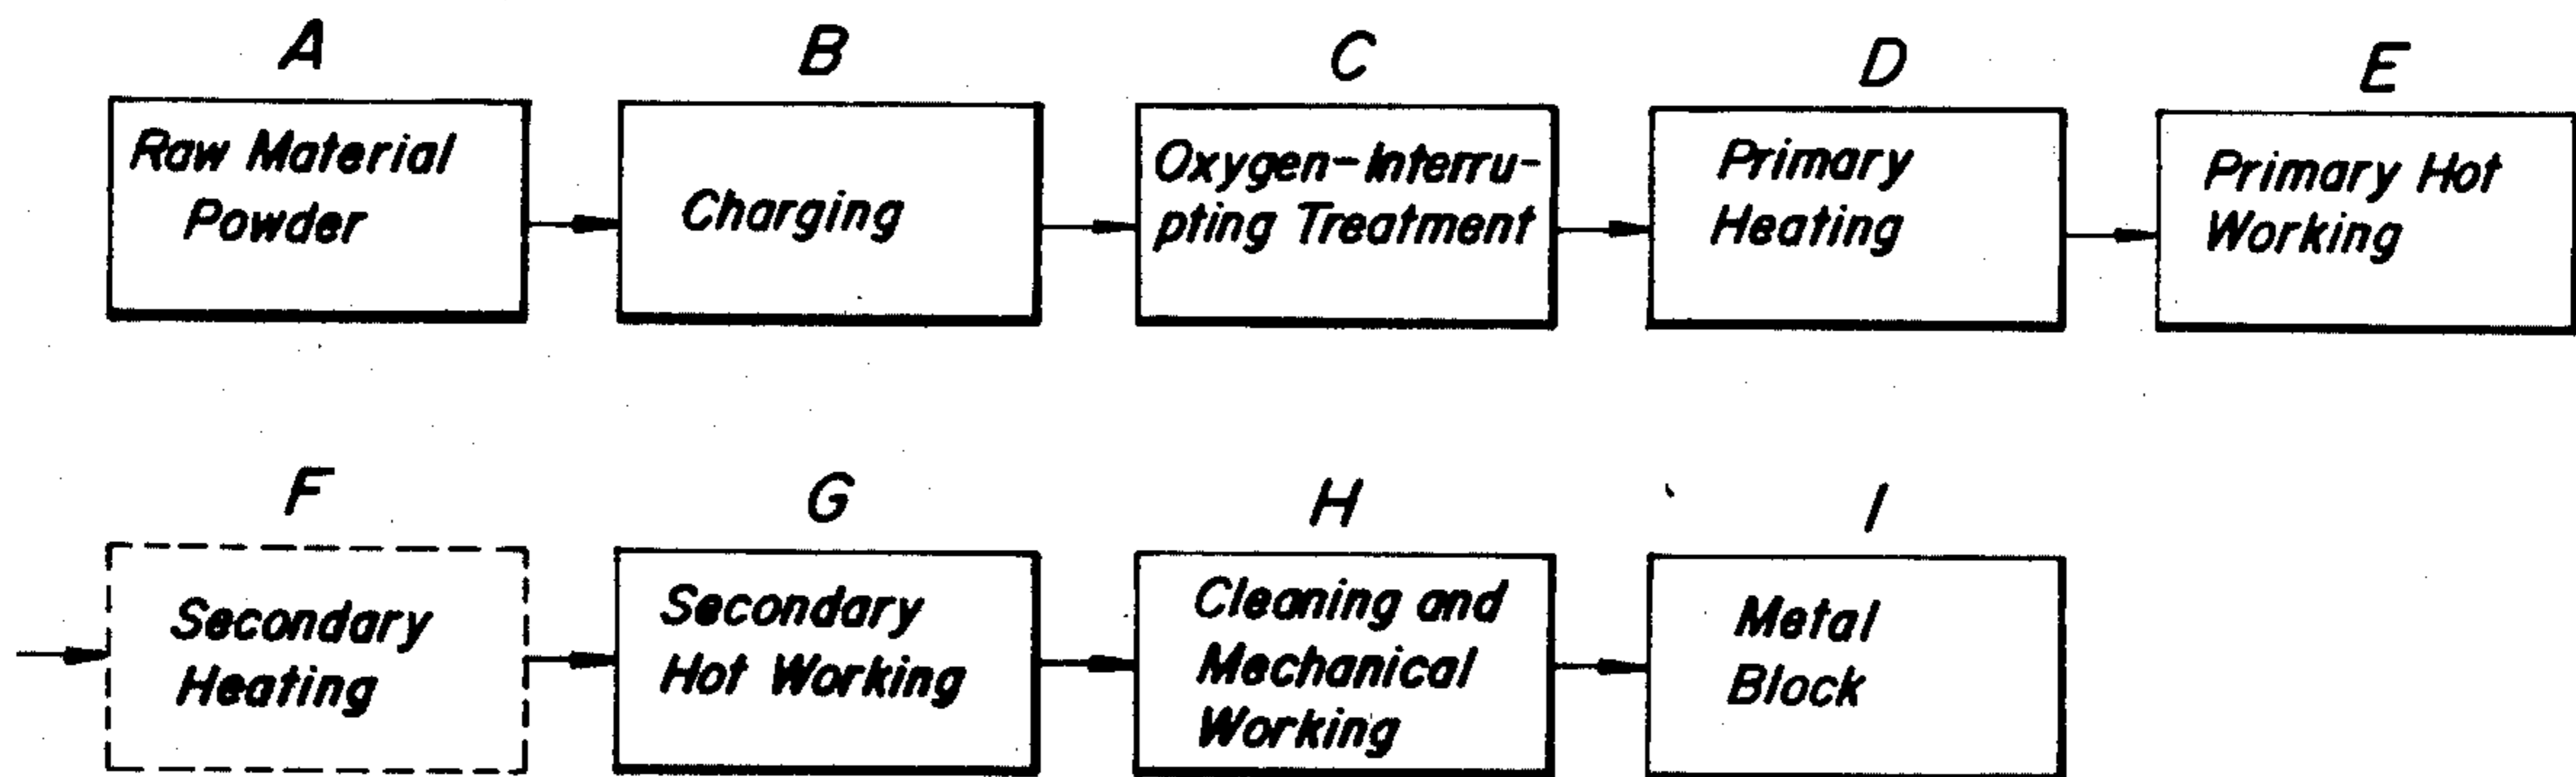 A
B
C
D
E
Raw Material
Powder
Charging
Oxygen-Interru-
pting Treatment
Primary
Heating
Primary Hot
Working
F
G
H
I
Secondary
Heating
Secondary
Hot Working
Cleaning and
Mechanical
Working
Metal
Block